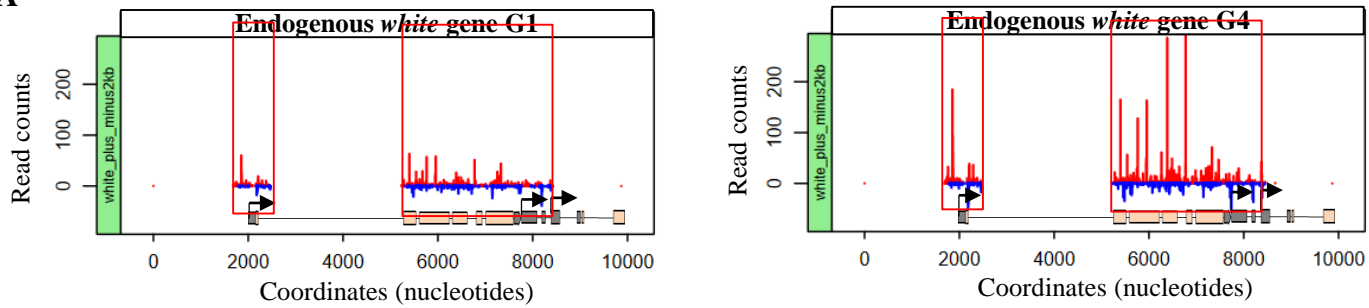 Endogenous white gene G1
Read counts
white_plus_minus2kb
200
100
0
0 2000 4000 6000 8000 10000
Coordinates (nucleotides)
Endogenous white gene G4
Read counts
white_plus_minus2kb
200
100
0
0 2000 4000 6000 8000 10000
Coordinates (nucleotides)